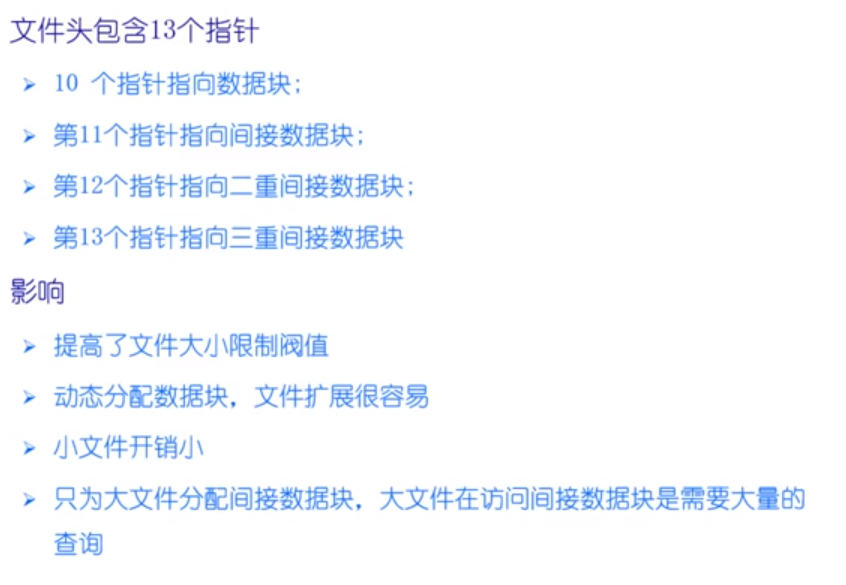 文件头包含13个指针
➢ 10 个指针指向数据块;
➢ 第11个指针指向间接数据块;
➢ 第12个指针指向二重间接数据块;
➢ 第13个指针指向三重间接数据块
影响
➢ 提高了文件大小限制阀值
➢ 动态分配数据块，文件扩展很容易
➢ 小文件开销小
➢ 只为大文件分配间接数据块，大文件在访问间接数据块是需要大量的
查询